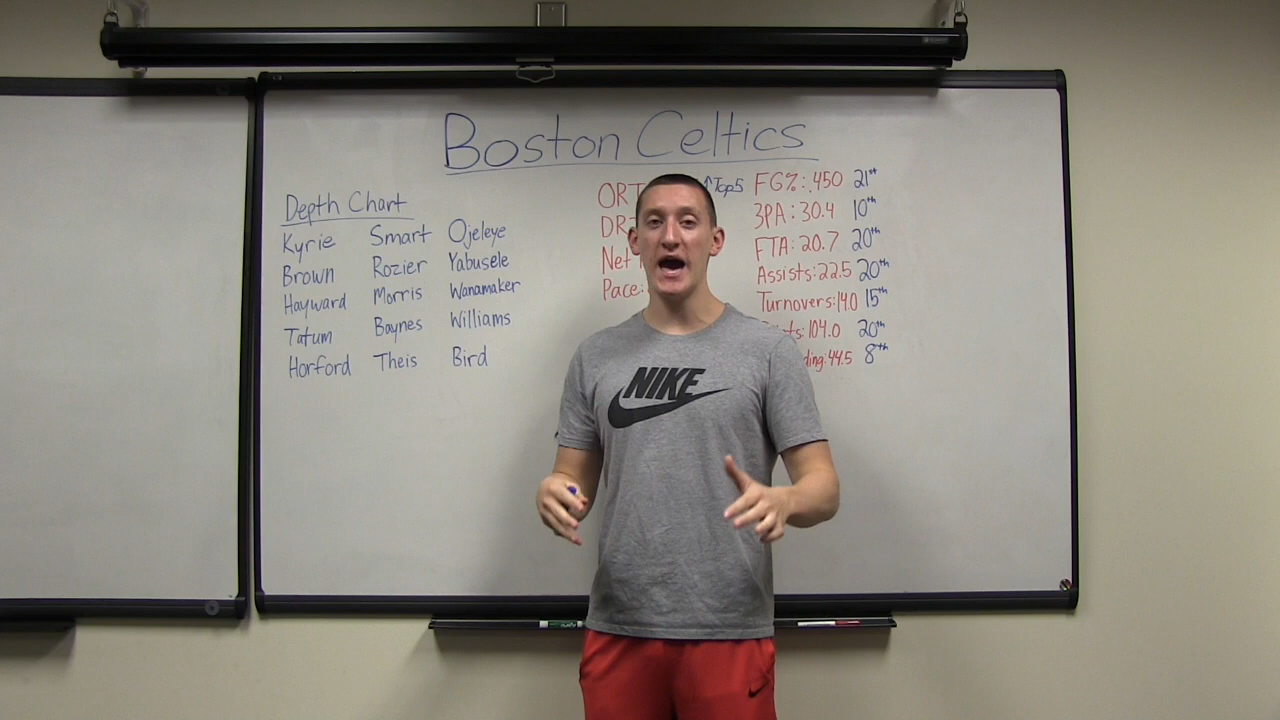 Boston Celtics
Depth Chart
Kyrie Smart Ojeleye
Brown Rozier Yabusele
Hayward Morris Wanamaker
Tatum Baynes Williams
Horford Theis Bird
↑Top5
Net
Pace:
FG%: .450 21st
3PA: 30.4 10th
FTA: 20.7 20th
Assists: 22.5 20th
Turnovers: 14.0 15th
104.0 20th
44.5 8th
NIKE